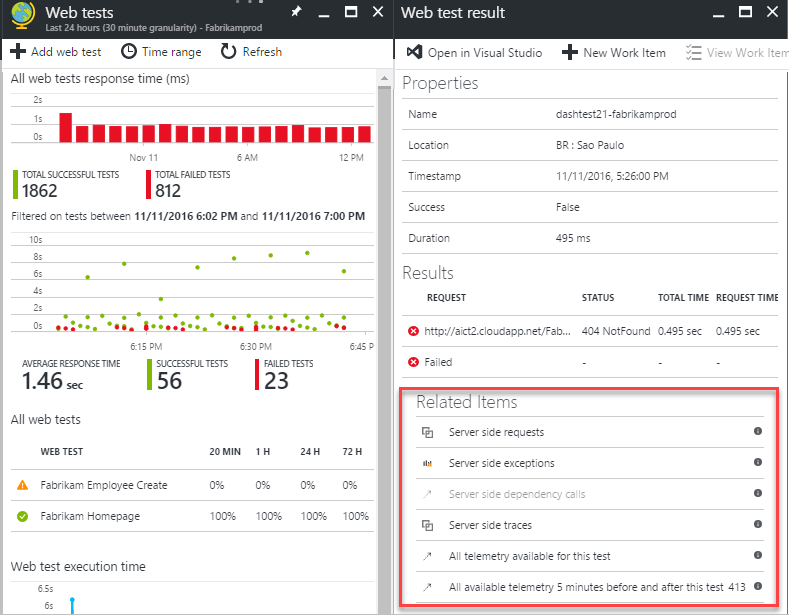 Web tests
Last 24 hours (30 minute granularity) - Fabrikamprod
Add web test
Time range
Refresh
All web tests response time (ms)
2s
1s
0s
Nov 11
6 AM
12 PM
TOTAL SUCCESSFUL TESTS
1862
TOTAL FAILED TESTS
812
Filtered on tests between 11/11/2016 6:02 PM and 11/11/2016 7:00 PM
10s
8s
6s
4s
2s
0s
6:15 PM
6:30 PM
6:45 P
AVERAGE RESPONSE TIME
1.46 sec
SUCCESSFUL TESTS
56
FAILED TESTS
23
All web tests
WEB TEST 20 MIN 1 H 24 H 72 H
Fabrikam Employee Create 0% 0% 0% 0%
Fabrikam Homepage 100% 100% 100% 100%
Web test execution time
6.5s
6s
Web test result
Open in Visual Studio
New Work Item
View Work Item
Properties
Name dashtest21-fabrikamprod
Location BR : Sao Paulo
Timestamp 11/11/2016, 5:26:00 PM
Success False
Duration 495 ms
Results
REQUEST STATUS TOTAL TIME REQUEST TIME
http://aict2.cloudapp.net/Fab... 404 NotFound 0.495 sec 0.495 sec
Failed - - -
Related Items
Server side requests
Server side exceptions
Server side dependency calls
Server side traces
All telemetry available for this test
All available telemetry 5 minutes before and after this test 413